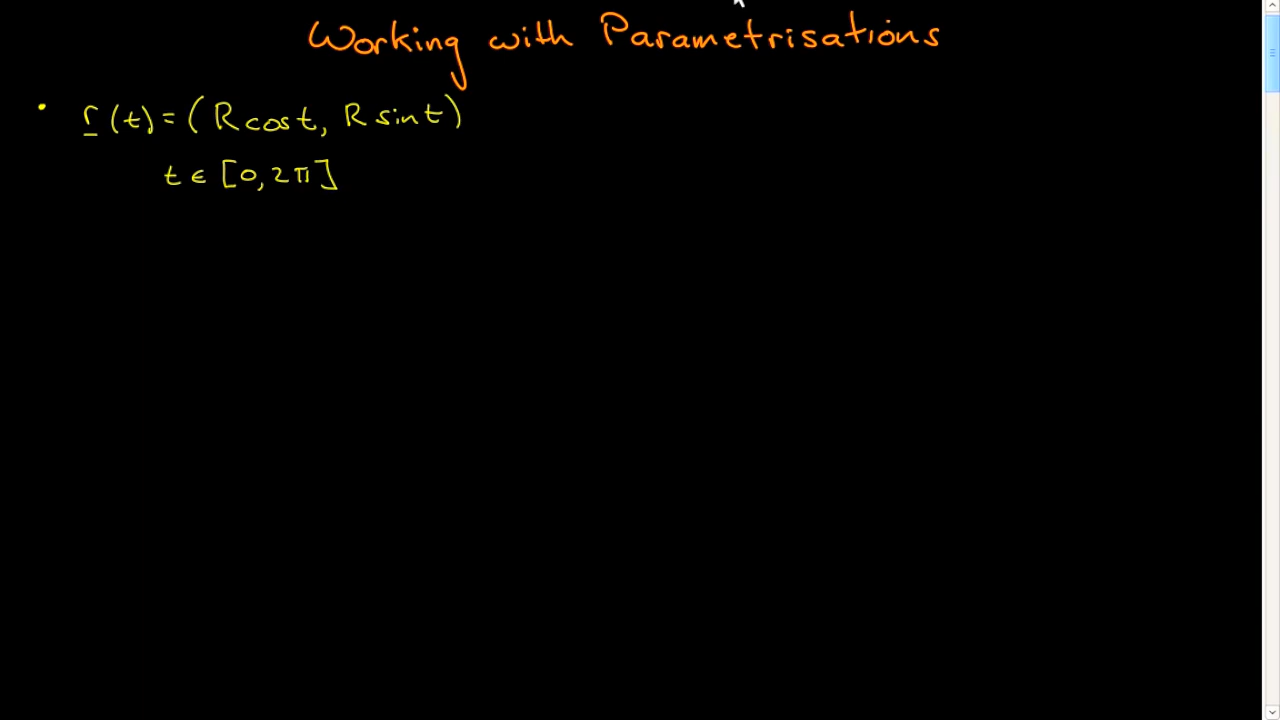 Working with Parametrisations
• r(t) = (R cos t, R sin t)
t ∈ [0, 2π]